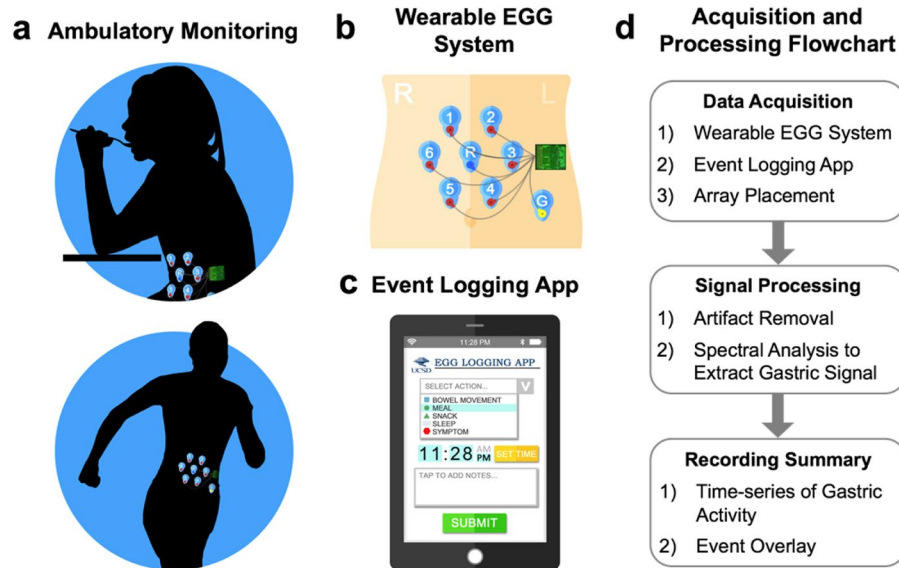 a Ambulatory Monitoring
b Wearable EGG
System
R L
1 2
6 R 3
5 4
G
c Event Logging App
11:28 PM
UCSD EGG LOGGING APP
SELECT ACTION... V
BOWEL MOVEMENT
MEAL
SNACK
SLEEP
SYMPTOM
11:28 AM
PM SET TIME
TAP TO ADD NOTES...
SUBMIT
d Acquisition and
Processing Flowchart
Data Acquisition
1) Wearable EGG System
2) Event Logging App
3) Array Placement
Signal Processing
1) Artifact Removal
2) Spectral Analysis to
Extract Gastric Signal
Recording Summary
1) Time-series of Gastric
Activity
2) Event Overlay